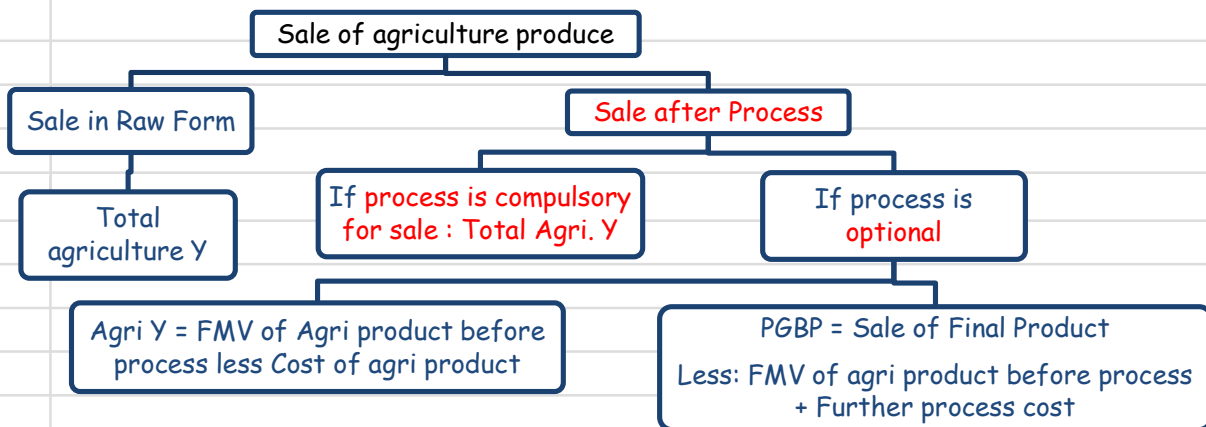 Sale of agriculture produce
Sale in Raw Form
Sale after Process
Total
agriculture Y
If process is compulsory
for sale : Total Agri. Y
If process is
optional
Agri Y = FMV of Agri product before
process less Cost of agri product
PGBP = Sale of Final Product
Less: FMV of agri product before process
+ Further process cost